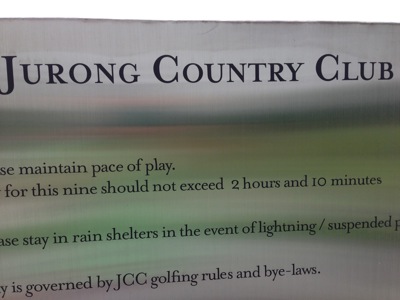 JURONG COUNTRY CLUB
se maintain pace of play.
for this nine should not exceed 2 hours and 10 minutes
ase stay in rain shelters in the event of lightning / suspended p
y is governed by JCC golfing rules and bye-laws.